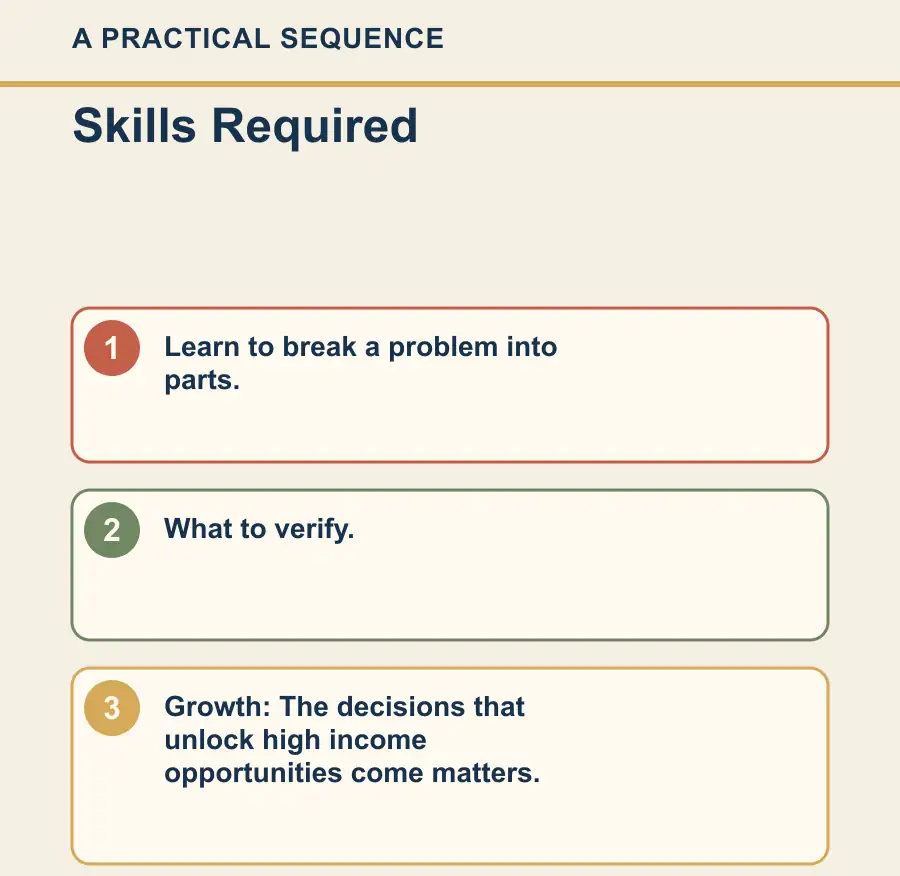 A PRACTICAL SEQUENCE
Skills Required
1
Learn to break a problem into
parts.
2
What to verify.
3
Growth: The decisions that
unlock high income
opportunities come matters.